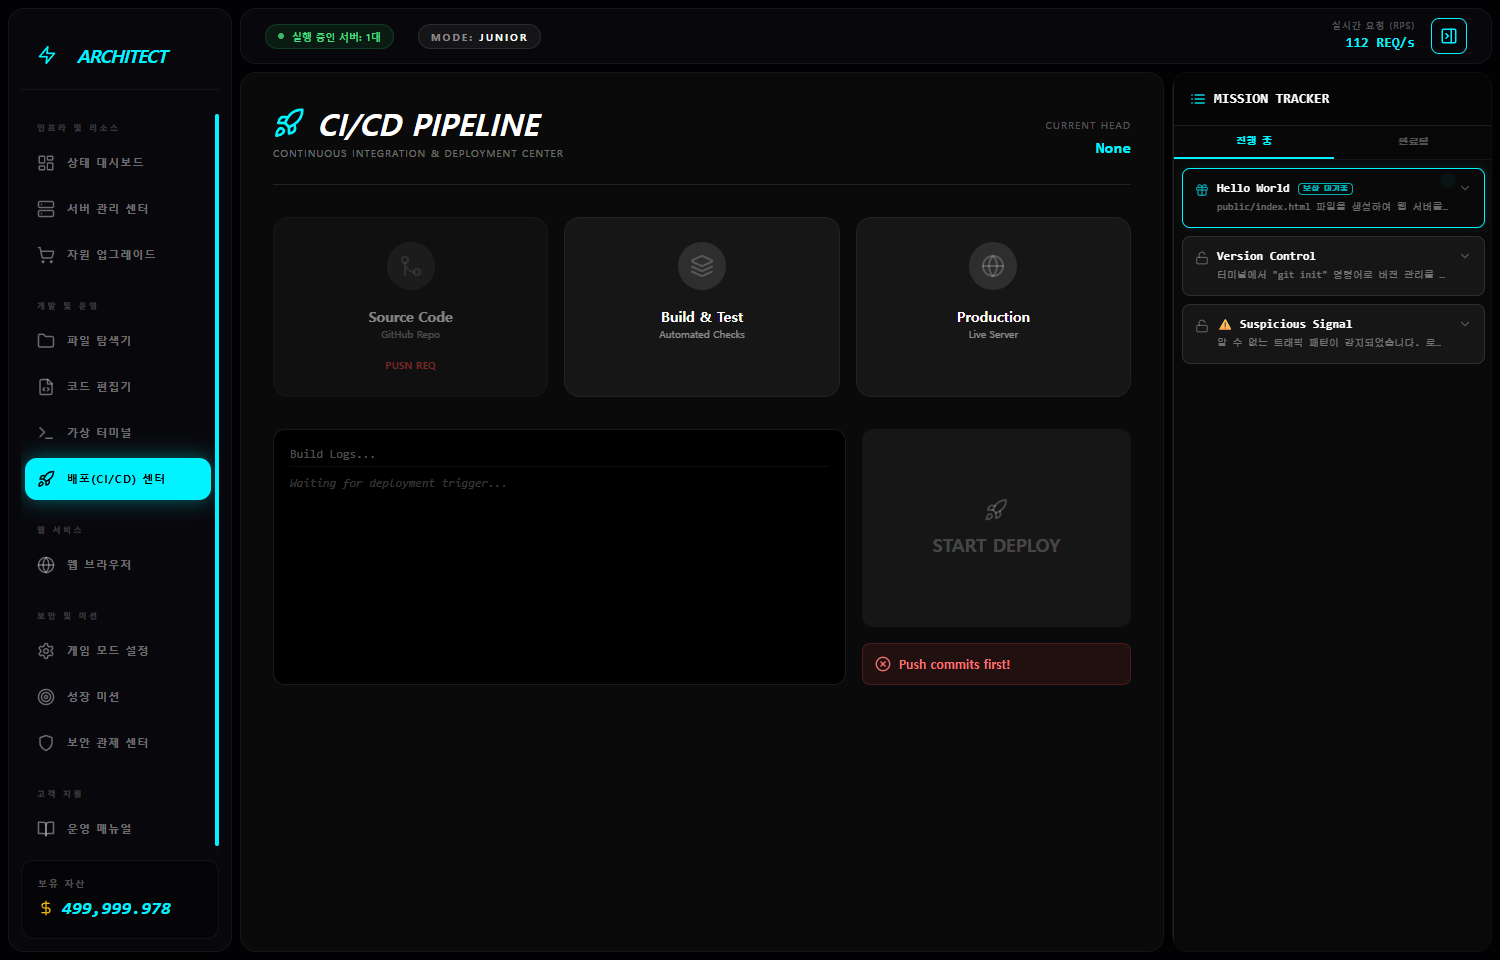 ARCHITECT
인프라 및 리소스
상태 대시보드
서버 관리 센터
자원 업그레이드
개발 및 운영
파일 탐색기
코드 편집기
가상 터미널
배포(CI/CD) 센터
웹 서비스
웹 브라우저
보안 및 미션
게임 모드 설정
성장 미션
보안 관제 센터
고객 지원
운영 매뉴얼
보유 자산
$ 499,999.978
실행 중인 서버: 1대
MODE: JUNIOR
실시간 요청 (RPS)
112 REQ/s
CI/CD PIPELINE
CONTINUOUS INTEGRATION & DEPLOYMENT CENTER
CURRENT HEAD
None
Source Code
GitHub Repo
PUSN REQ
Build & Test
Automated Checks
Production
Live Server
Build Logs...
Waiting for deployment trigger...
START DEPLOY
Push commits first!
MISSION TRACKER
진행 중
완료됨
Hello World 보상 대기중
public/index.html 파일을 생성하여 웹 서버를…
Version Control
터미널에서 "git init" 명령어로 버전 관리를 …
Suspicious Signal
알 수 없는 트래픽 패턴이 감지되었습니다. 로…